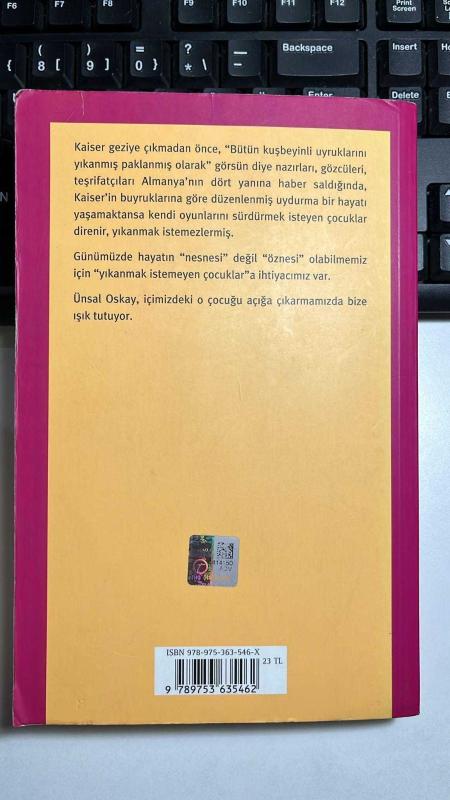 F6
F7
F8
F9
F10
F11
F12
Print
Screen
{ ( 8 [
) 9 ]
= 0 }
? * \
_ –
Backspace
Insert
Delete
Enter
Kaiser geziye çıkmadan önce, “Bütün kuşbeyinli uyruklarını
yıkanmış paklanmış olarak” görsün diye nazırları, gözcüleri,
teşrifatçıları Almanya’nın dört yanına haber saldığında,
Kaiser’in buyruklarına göre düzenlenmiş uydurma bir hayatı
yaşamaktansa kendi oyunlarını sürdürmek isteyen çocuklar
direnir, yıkanmak istemezlermiş.
Günümüzde hayatın “nesnesi” değil “öznesi” olabilmemiz
için “yıkanmak istemeyen çocuklar”a ihtiyacımız var.
Ünsal Oskay, içimizdeki o çocuğu açığa çıkarmamızda bize
ışık tutuyor.
ISBN 978-975-363-546-X
23 TL
9 789753 635462